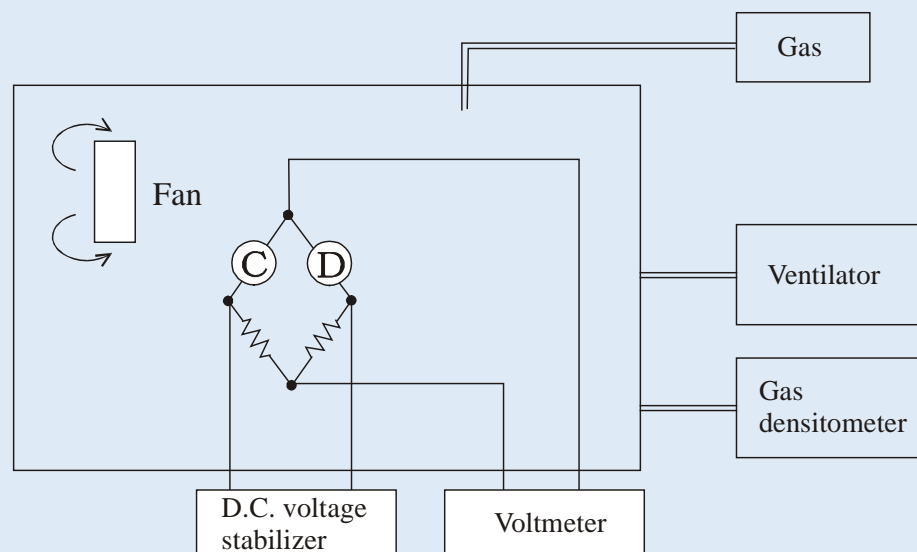 Gas
Fan
C D
Ventilator
Gas
densitometer
D.C. voltage
stabilizer
Voltmeter